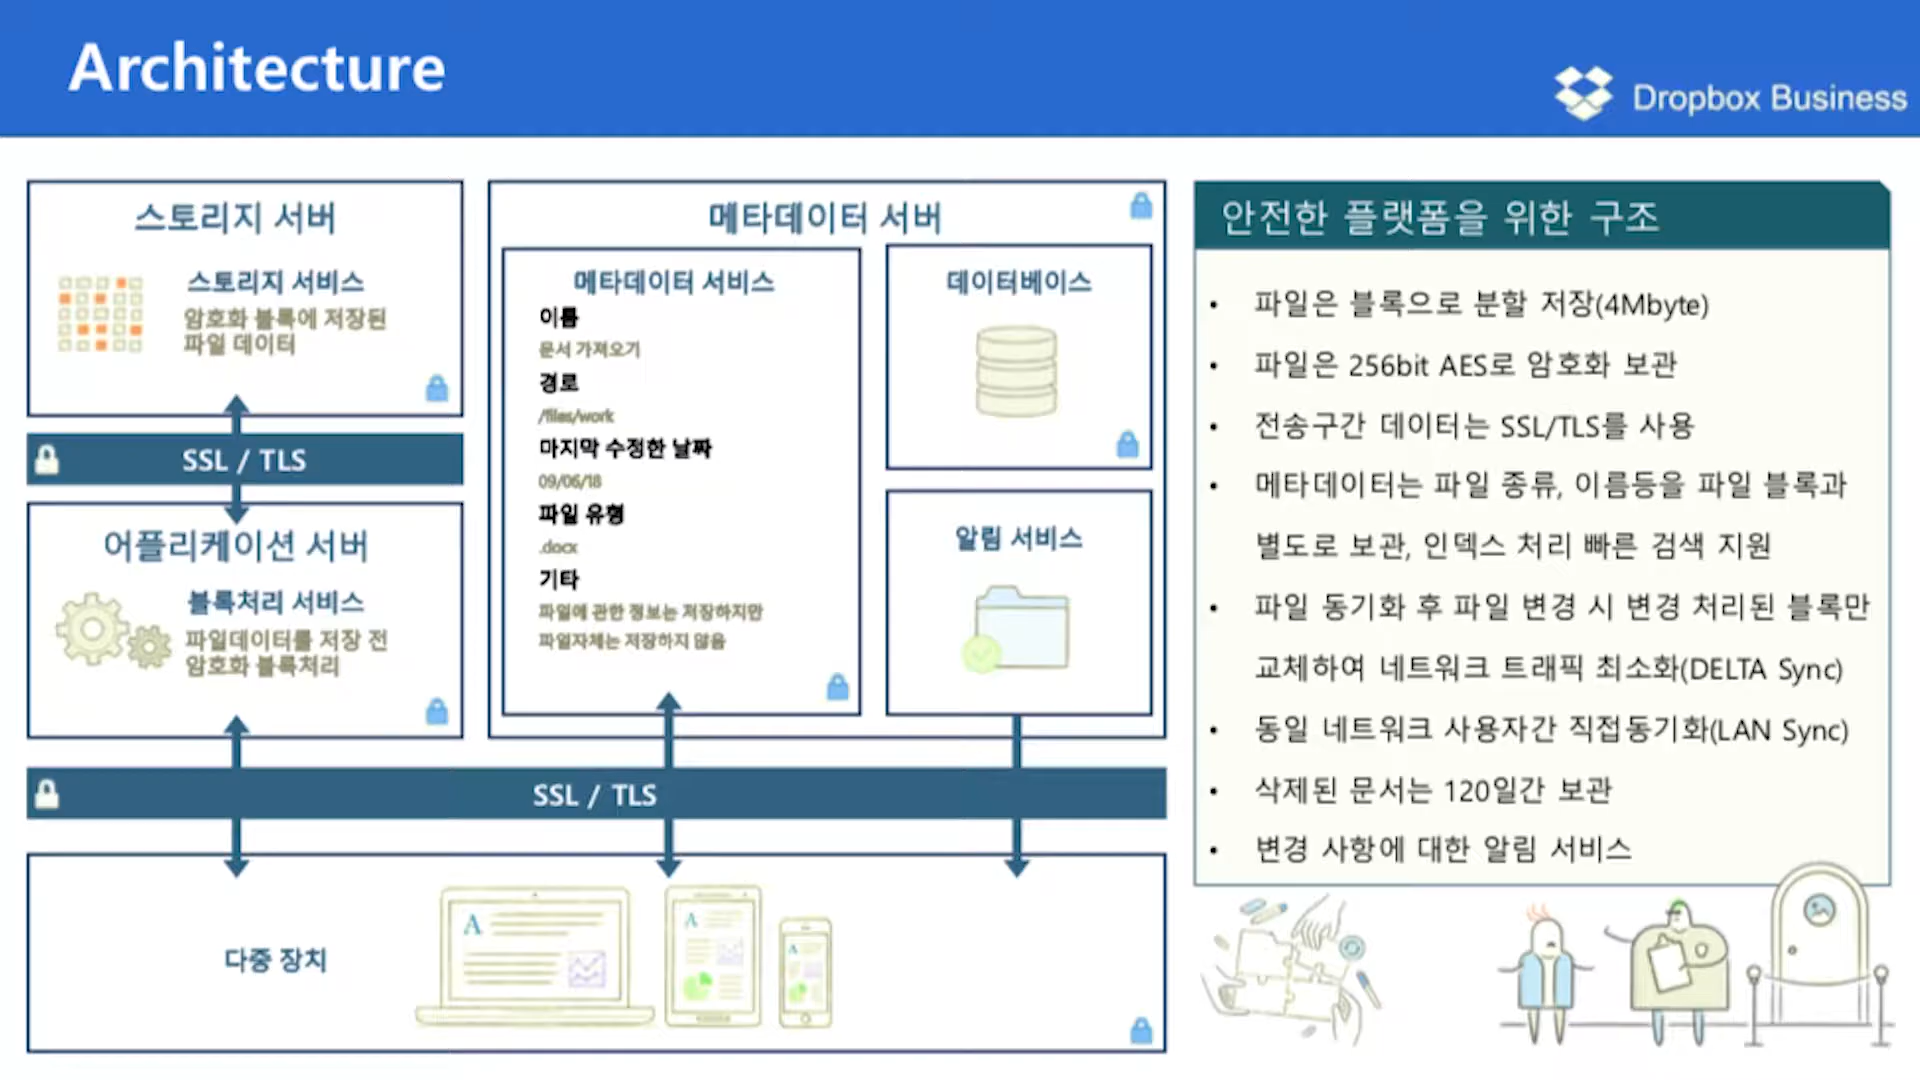 Architecture
Dropbox Business
스토리지 서버
스토리지 서비스
암호화 블록에 저장된
파일 데이터
SSL / TLS
어플리케이션 서버
블록처리 서비스
파일데이터를 저장 전
암호화 블록처리
메타데이터 서버
메타데이터 서비스
이름
문서 가져오기
경로
/files/work
마지막 수정한 날짜
09/06/18
파일 유형
.docx
기타
파일에 관한 정보는 저장하지만
파일자체는 저장하지 않음
데이터베이스
알림 서비스
SSL / TLS
다중 장치
A
A
A
안전한 플랫폼을 위한 구조
• 파일은 블록으로 분할 저장(4Mbyte)
• 파일은 256bit AES로 암호화 보관
• 전송구간 데이터는 SSL/TLS를 사용
• 메타데이터는 파일 종류, 이름등을 파일 블록과
별도로 보관, 인덱스 처리 빠른 검색 지원
• 파일 동기화 후 파일 변경 시 변경 처리된 블록만
교체하여 네트워크 트래픽 최소화(DELTA Sync)
• 동일 네트워크 사용자간 직접동기화(LAN Sync)
• 삭제된 문서는 120일간 보관
• 변경 사항에 대한 알림 서비스